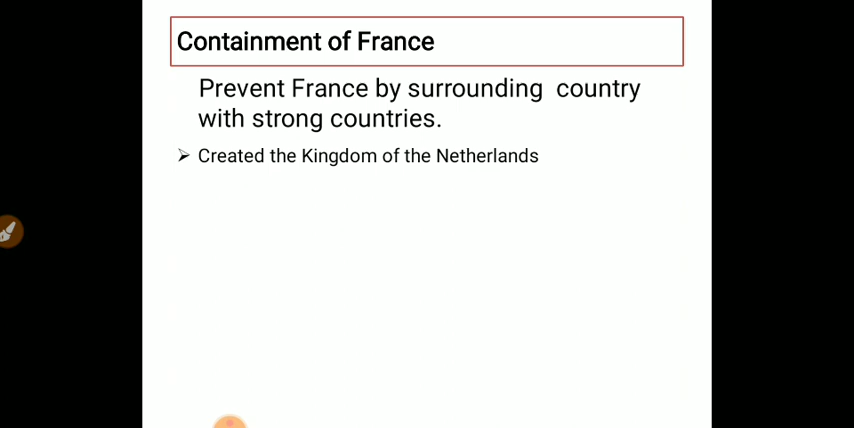 Containment of France
Prevent France by surrounding country
with strong countries.
Created the Kingdom of the Netherlands